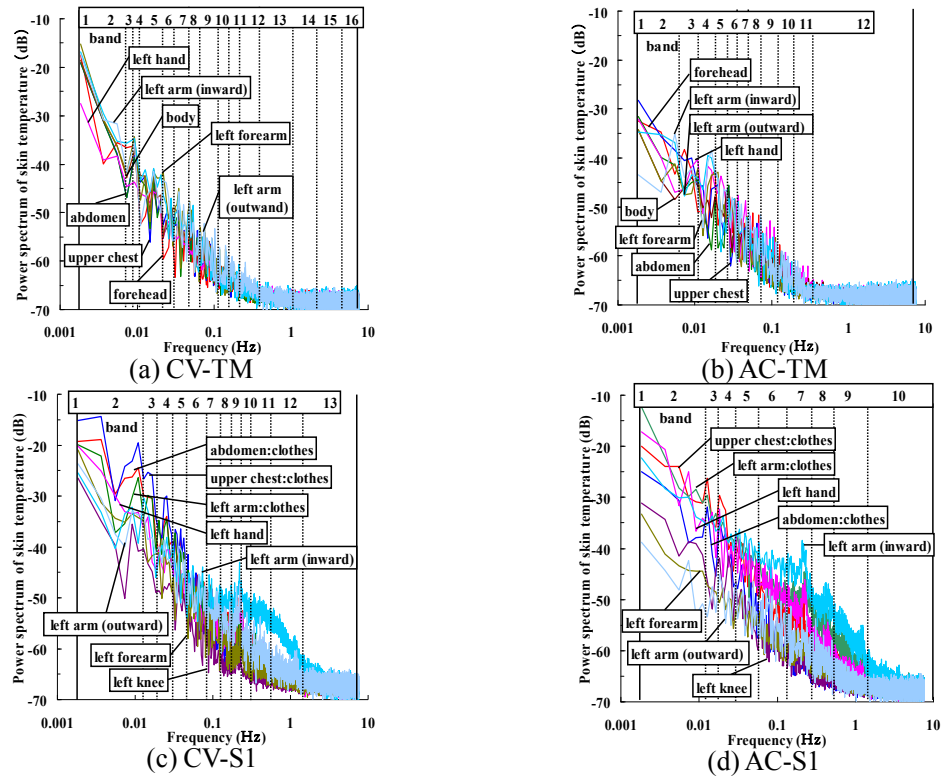 -10
-20
-30
-40
-50
-60
-70
Power spectrum of skin temperature (dB)
1 2 3 4 5 6 7 8 9 10 11 12 13 14 15 16
band
left hand
left arm (inward)
body
left forearm
left arm
(outwand)
abdomen
upper chest
forehead
0.001 0.01 0.1 1 10
Frequency (Hz)
(a) CV-TM
-10
-20
-30
-40
-50
-60
-70
Power spectrum of skin temperature (dB)
1 2 3 4 5 6 7 8 9 10 11 12
band
forehead
left arm (inward)
left arm (outward)
left hand
body
left forearm
abdomen
upper chest
0.001 0.01 0.1 1 10
Frequency (Hz)
(b) AC-TM
-10
-20
-30
-40
-50
-60
-70
Power spectrum of skin temperature (dB)
1 2 3 4 5 6 7 8 9 10 11 12 13
band
abdomen:clothes
upper chest:clothes
left arm:clothes
left hand
left arm (inward)
left arm (outward)
left forearm
left knee
0.001 0.01 0.1 1 10
Frequency (Hz)
(c) CV-S1
-10
-20
-30
-40
-50
-60
-70
Power spectrum of skin temperature (dB)
1 2 3 4 5 6 7 8 9 10
band
upper chest:clothes
left arm:clothes
left hand
abdomen:clothes
left arm (inward)
left forearm
left arm (outward)
left knee
0.001 0.01 0.1 1 10
Frequency (Hz)
(d) AC-S1